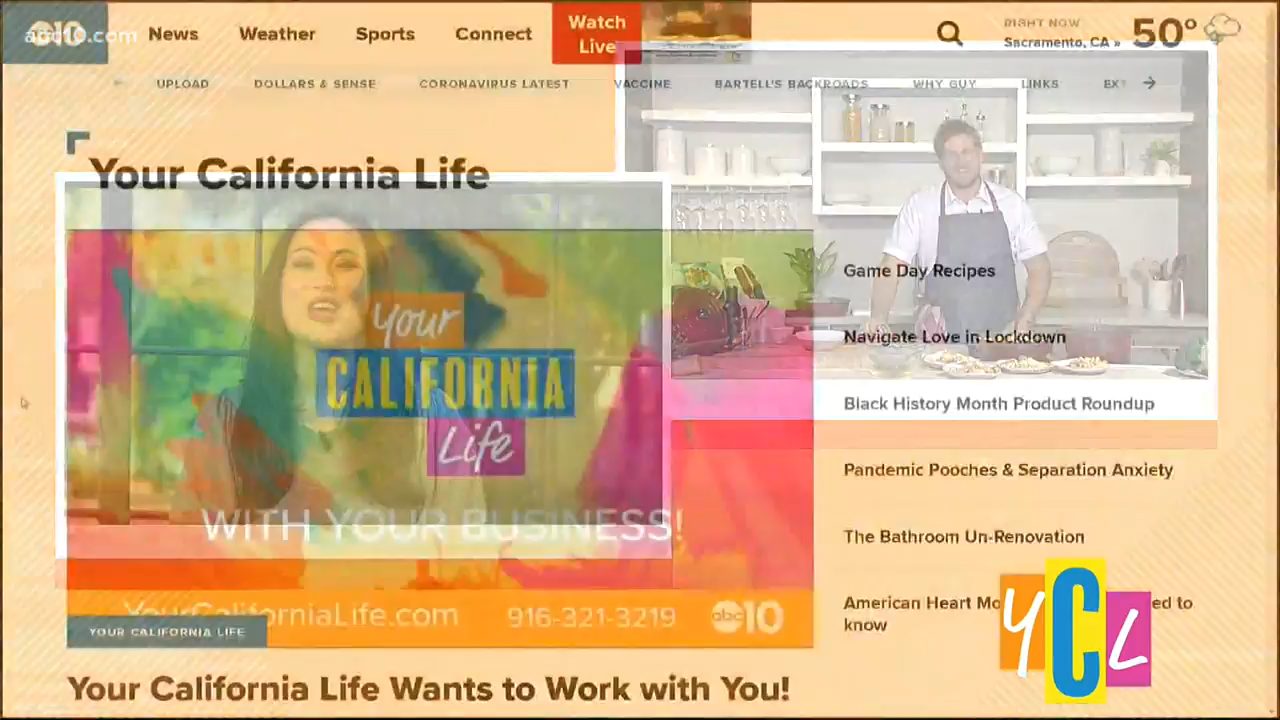 abc10.com
News
Weather
Sports
Connect
Watch
Live
RIGHT NOW
Sacramento, CA »
50°
UPLOAD
DOLLARS & SENSE
CORONAVIRUS LATEST
VACCINE
BARTELL'S BACKROADS
WHY GUY
LINKS
EXT
Your California Life
Your
CALIFORNIA
Life
WITH YOUR BUSINESS!
YourCaliforniaLife.com
916-321-3219
abc10
YOUR CALIFORNIA LIFE
Your California Life Wants to Work with You!
Game Day Recipes
Navigate Love in Lockdown
Black History Month Product Roundup
Pandemic Pooches & Separation Anxiety
The Bathroom Un-Renovation
American Heart Mo ed to
know
YCL